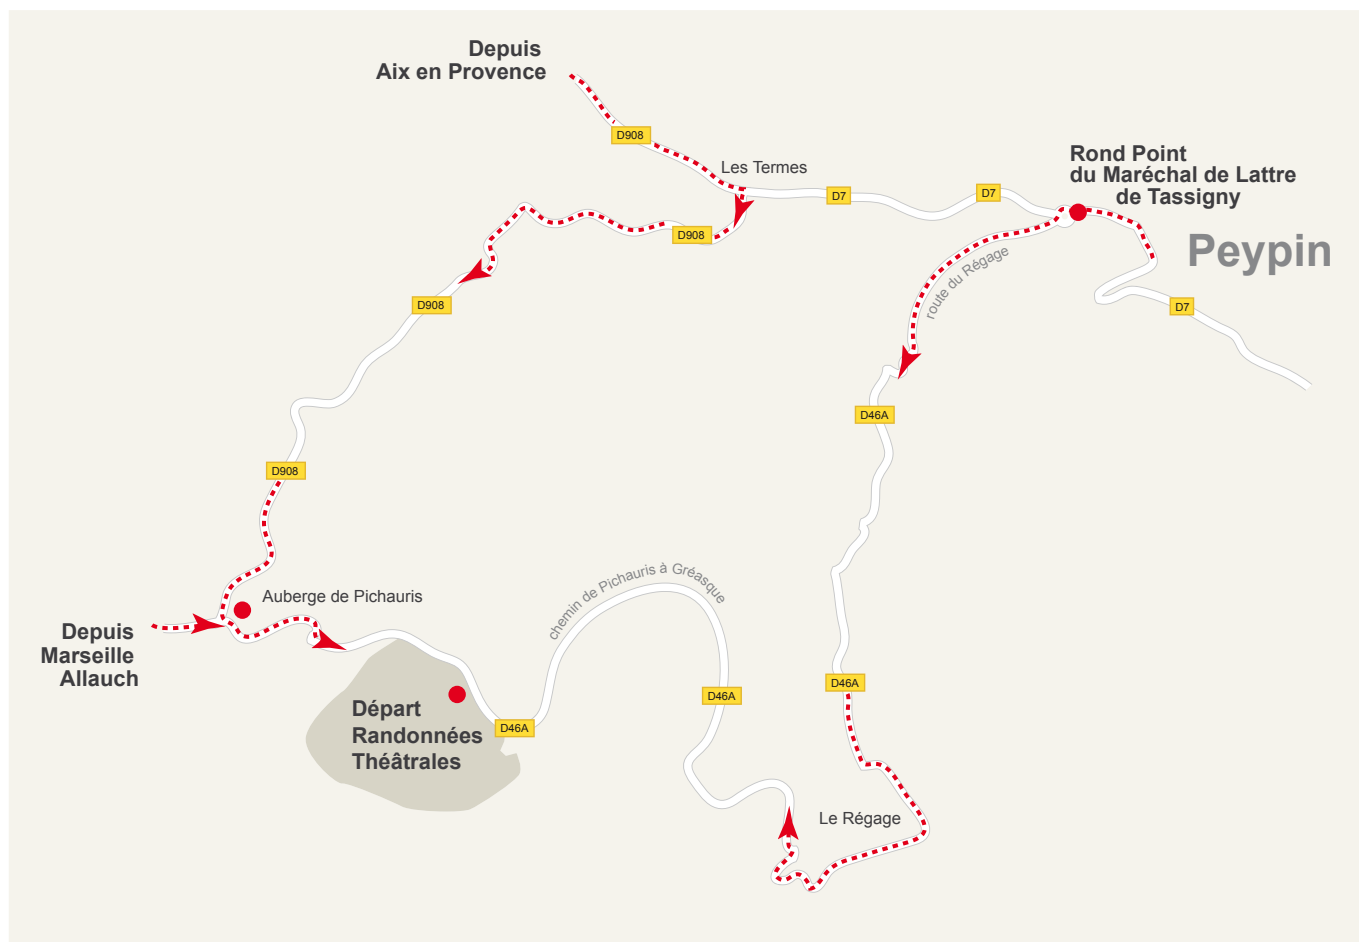 Depuis
Aix en Provence
D908
Les Termes
D7
D7
Rond Point
du Maréchal de Lattre
de Tassigny
Peypin
D908
route du Régage
D908
D7
D46A
D908
chemin de Pichauris à Gréasque
Auberge de Pichauris
Depuis
Marseille
Allauch
Départ
Randonnées
Théâtrales
D46A
D46A
D46A
Le Régage